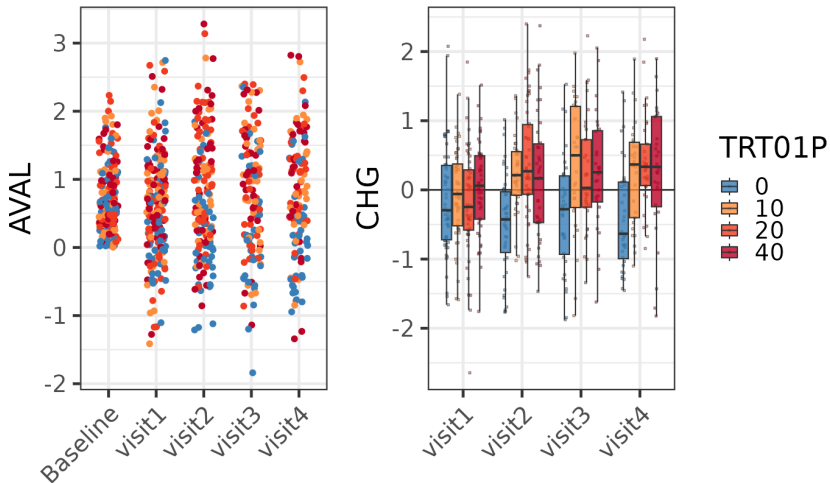 AVAL
3
2
1
0
-1
-2
Baseline
visit1
visit2
visit3
visit4
CHG
2
1
0
-1
-2
visit1
visit2
visit3
visit4
TRT01P
0
10
20
40